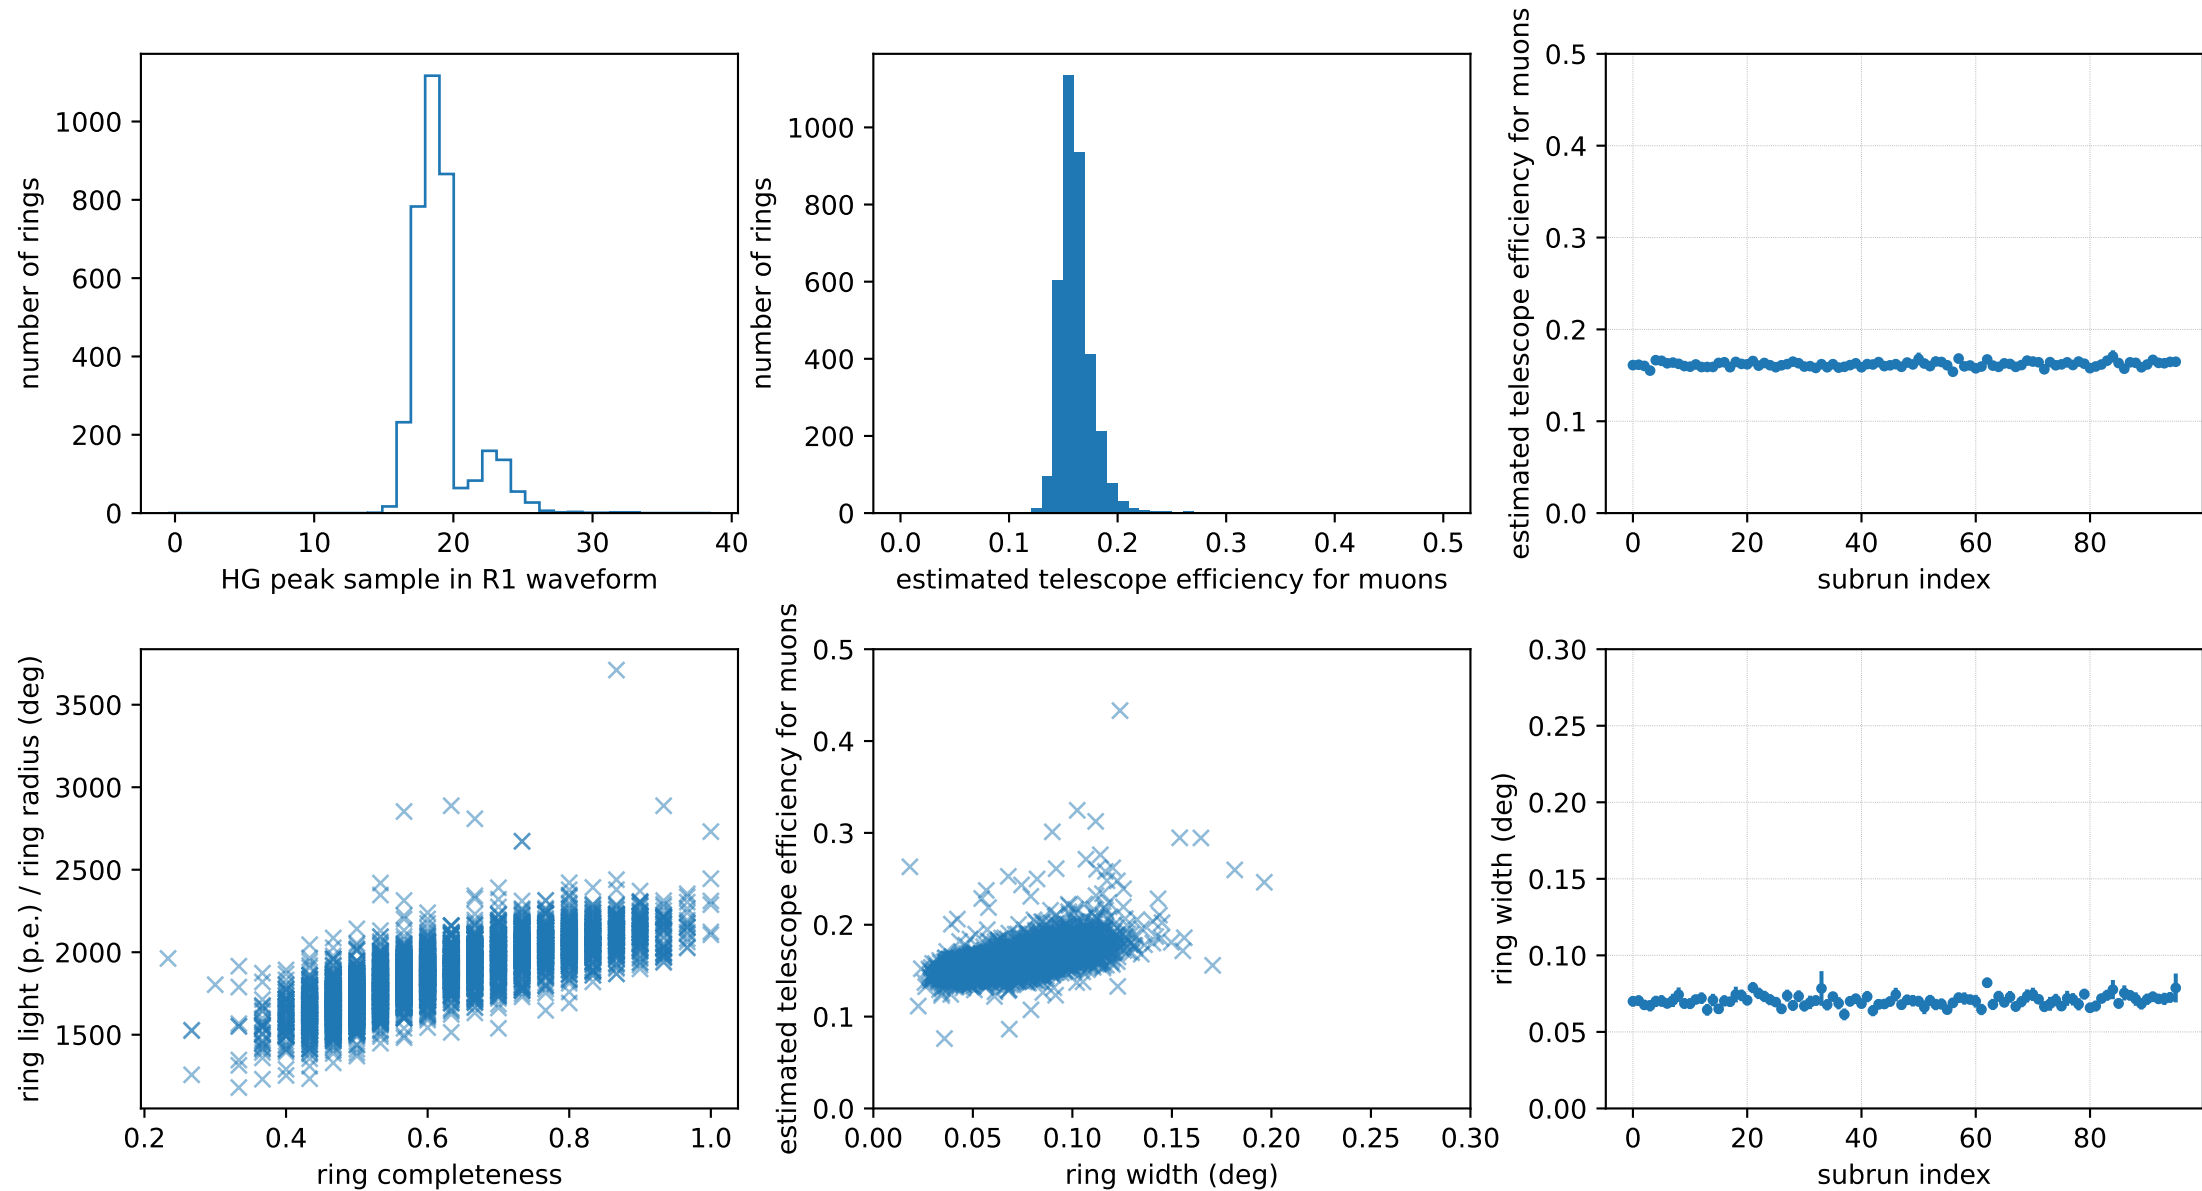 number of rings
1000
800
600
400
200
0
0 10 20 30 40
HG peak sample in R1 waveform
number of rings
1000
800
600
400
200
0
0.0 0.1 0.2 0.3 0.4 0.5
estimated telescope efficiency for muons
estimated telescope efficiency for muons
0.5
0.4
0.3
0.2
0.1
0.0
0 20 40 60 80
subrun index
ring light (p.e.) / ring radius (deg)
3500
3000
2500
2000
1500
0.2 0.4 0.6 0.8 1.0
ring completeness
estimated telescope efficiency for muons
0.5
0.4
0.3
0.2
0.1
0.0
0.00 0.05 0.10 0.15 0.20 0.25 0.30
ring width (deg)
ring width (deg)
0.30
0.25
0.20
0.15
0.10
0.05
0.00
0 20 40 60 80
subrun index